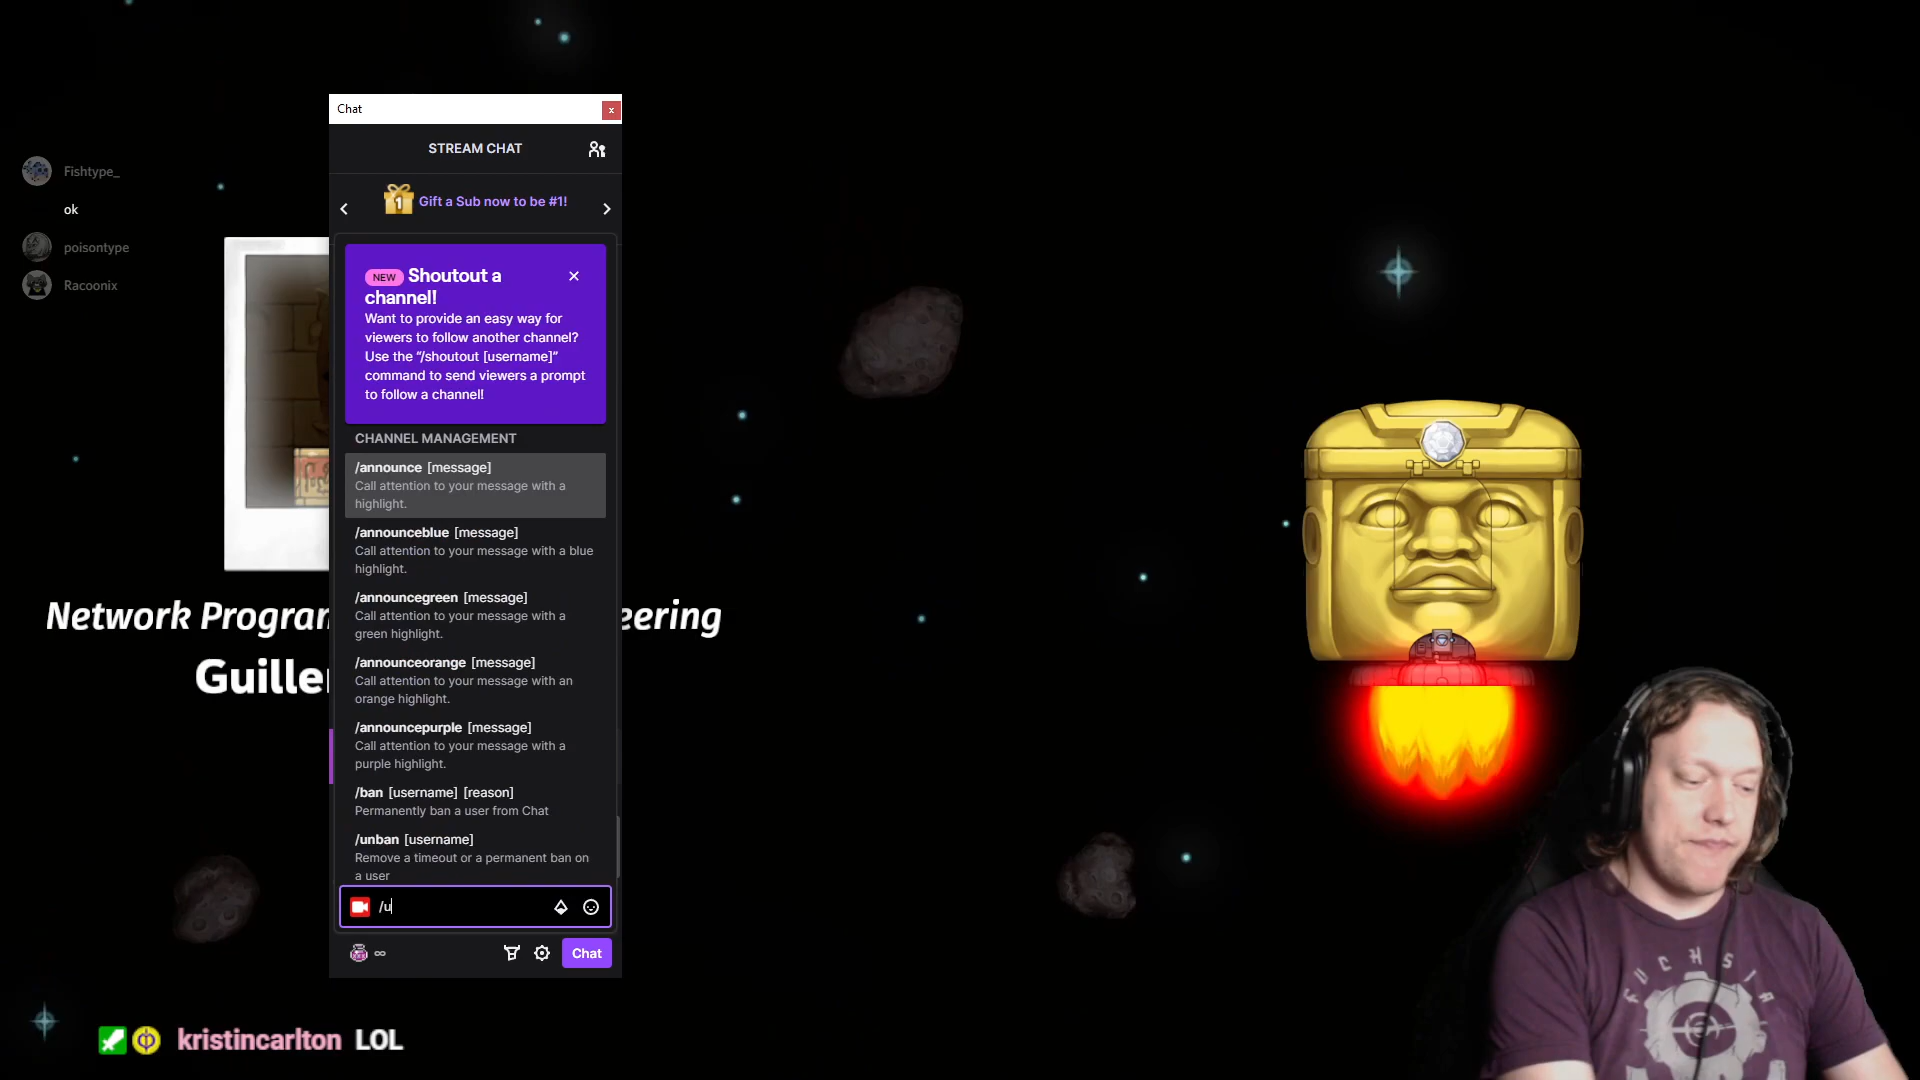 Chat
x
STREAM CHAT
1
Gift a Sub now to be #1!
Fishtype_
ok
poisontype
Racoonix
NEW Shoutout a
channel!
Want to provide an easy way for
viewers to follow another channel?
Use the "/shoutout [username]"
command to send viewers a prompt
to follow a channel!
CHANNEL MANAGEMENT
/announce [message]
Call attention to your message with a
highlight.
/announceblue [message]
Call attention to your message with a blue
highlight.
/announcegreen [message]
Call attention to your message with a
green highlight.
/announceorange [message]
Call attention to your message with an
orange highlight.
/announcepurple [message]
Call attention to your message with a
purple highlight.
/ban [username] [reason]
Permanently ban a user from Chat
/unban [username]
Remove a timeout or a permanent ban on
a user
/u
∞
Chat
Network Progra
eering
Guille
kristincarlton LOL
FUCHSIA